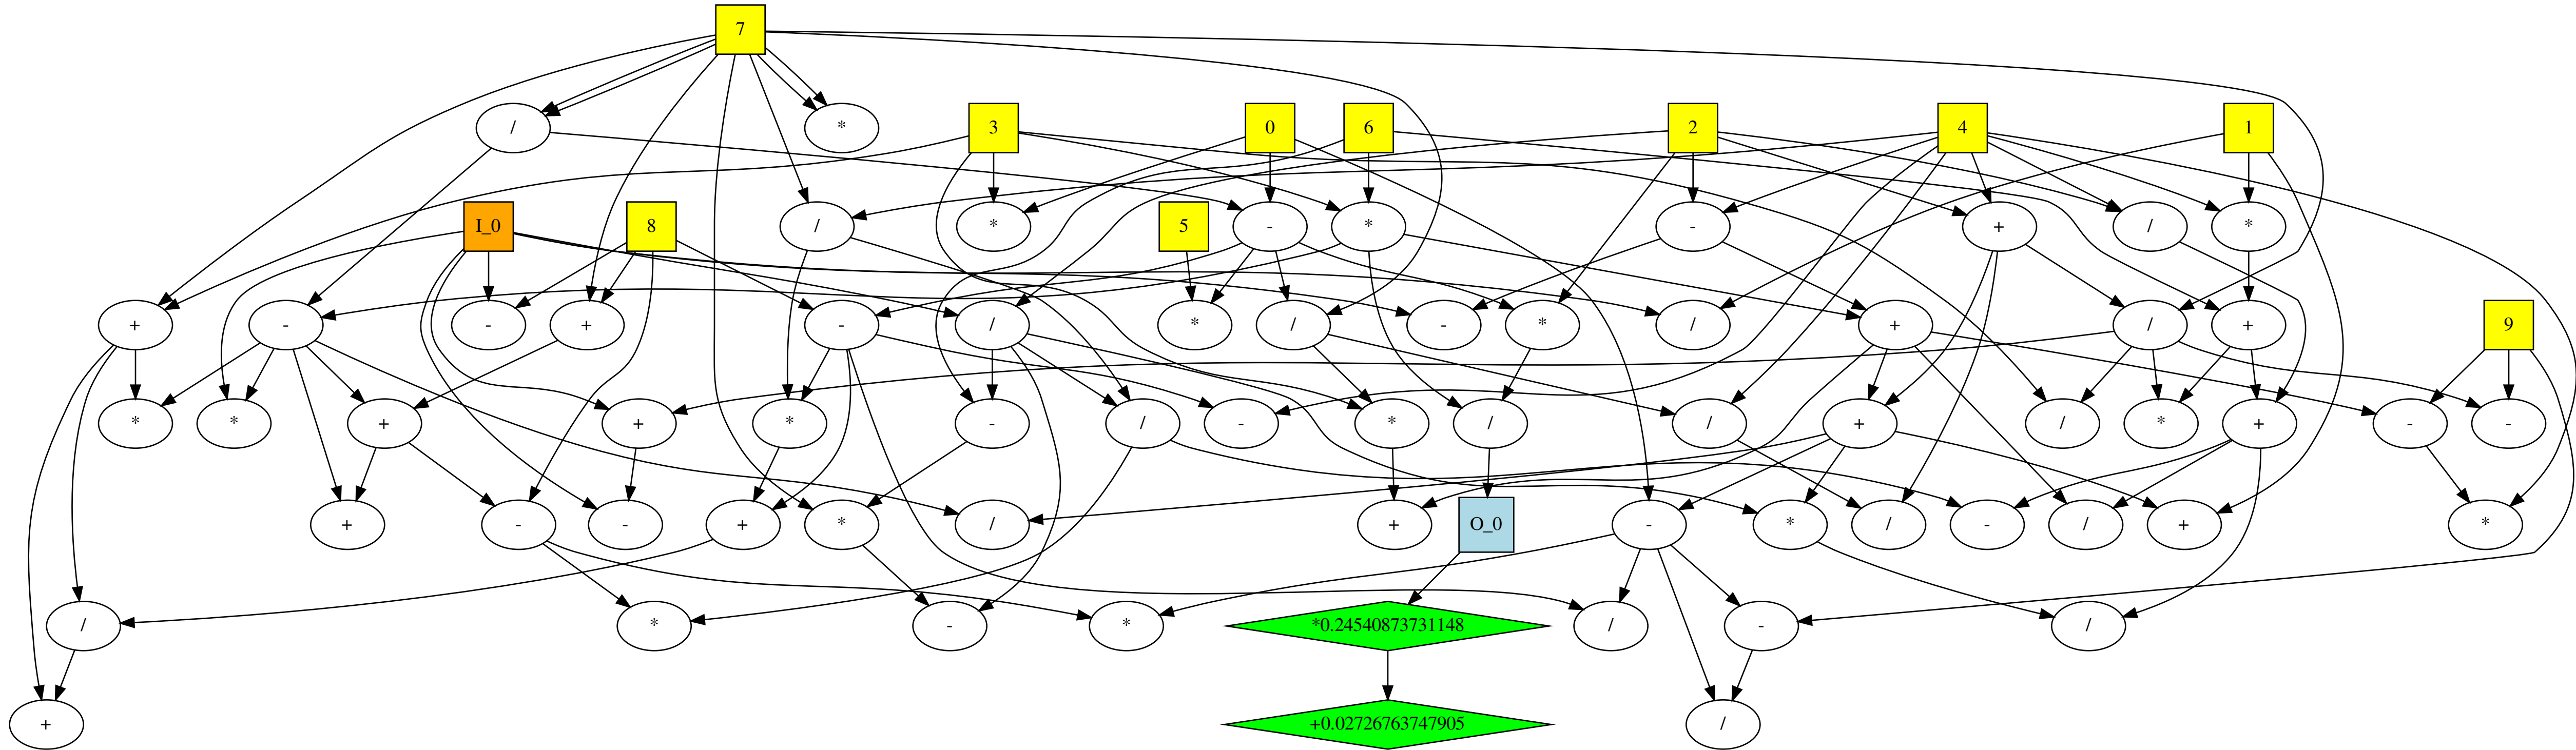 7
/ *
3 0 6 2 4 1
I_0 8 / * 5 - * - + / *
+ - - + - / * / - * / + / + 9
* * + + * - / - * / / + / * + - -
+ - - + * / + O_0 - * / - / + *
/ * - * *0.24540873731148 / - /
+ +0.02726763747905 /